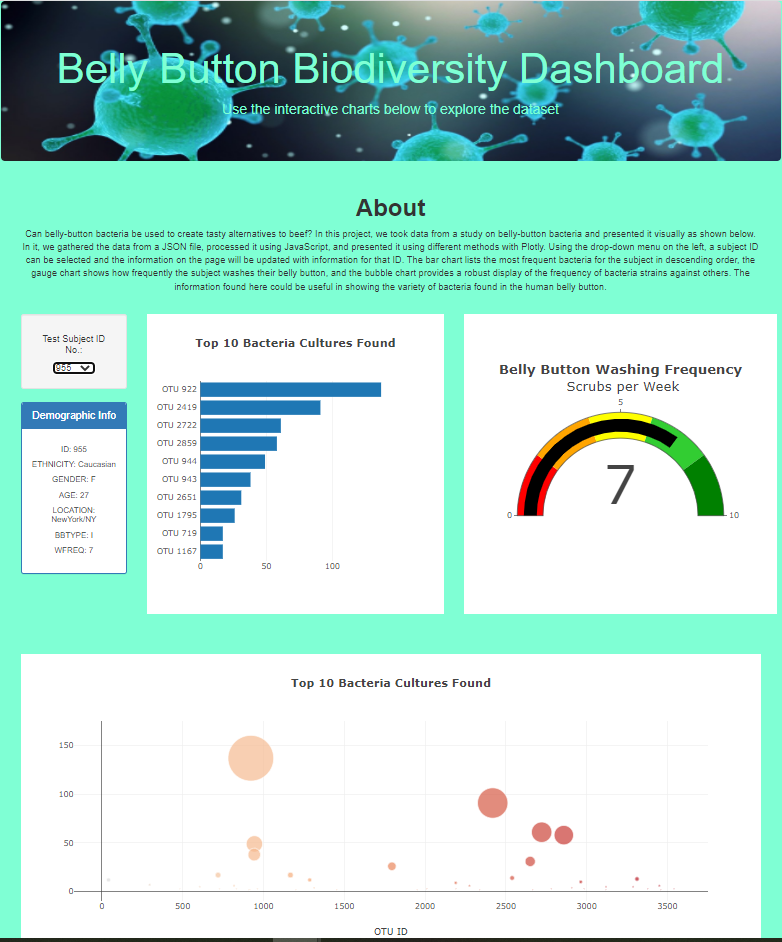 Belly Button Biodiversity Dashboard
Use the interactive charts below to explore the dataset
About
Can belly-button bacteria be used to create tasty alternatives to beef? In this project, we took data from a study on belly-button bacteria and presented it visually as shown below.
In it, we gathered the data from a JSON file, processed it using JavaScript, and presented it using different methods with Plotly. Using the drop-down menu on the left, a subject ID
can be selected and the information on the page will be updated with information for that ID. The bar chart lists the most frequent bacteria for the subject in descending order, the
gauge chart shows how frequently the subject washes their belly button, and the bubble chart provides a robust display of the frequency of bacteria strains against others. The
information found here could be useful in showing the variety of bacteria found in the human belly button.
Test Subject ID
No.:
955
Demographic Info
ID: 955
ETHNICITY: Caucasian
GENDER: F
AGE: 27
LOCATION:
NewYork/NY
BBTYPE: I
WFREQ: 7
Top 10 Bacteria Cultures Found
OTU 922
OTU 2419
OTU 2722
OTU 2859
OTU 944
OTU 943
OTU 2651
OTU 1795
OTU 719
OTU 1167
0 50 100
Belly Button Washing Frequency
Scrubs per Week
5
7
0 10
Top 10 Bacteria Cultures Found
150
100
50
0
0 500 1000 1500 2000 2500 3000 3500
OTU ID